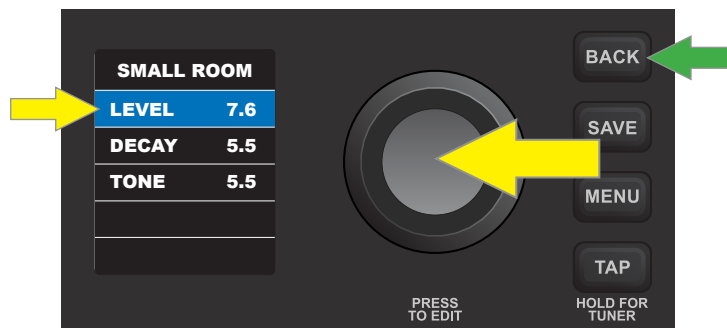 SMALL ROOM
LEVEL 7.6
DECAY 5.5
TONE 5.5
BACK
SAVE
MENU
TAP
PRESS
TO EDIT
HOLD FOR
TUNER